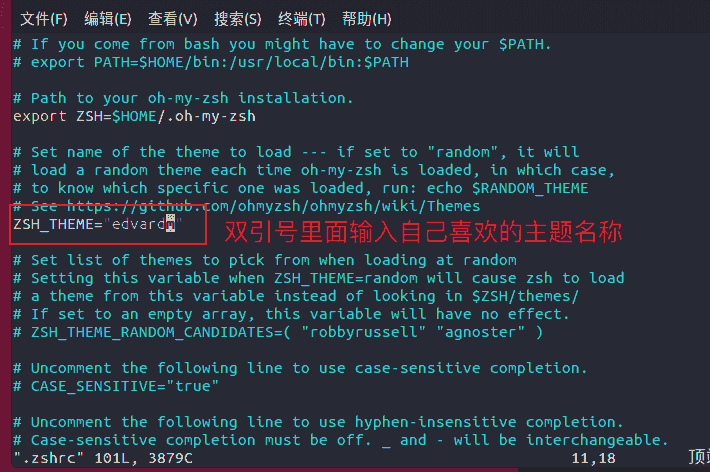 文件(F) 编辑(E) 查看(V) 搜索(S) 终端(T) 帮助(H)
# If you come from bash you might have to change your $PATH.
# export PATH=$HOME/bin:/usr/local/bin:$PATH
# Path to your oh-my-zsh installation.
export ZSH=$HOME/.oh-my-zsh
# Set name of the theme to load --- if set to "random", it will
# load a random theme each time oh-my-zsh is loaded, in which case,
# to know which specific one was loaded, run: echo $RANDOM_THEME
# See https://github.com/ohmyzsh/ohmyzsh/wiki/Themes
ZSH_THEME="edvard
双引号里面输入自己喜欢的主题名称
# Set list of themes to pick from when loading at random
# Setting this variable when ZSH_THEME=random will cause zsh to load
# a theme from this variable instead of looking in $ZSH/themes/
# If set to an empty array, this variable will have no effect.
# ZSH_THEME_RANDOM_CANDIDATES=( "robbyrussell" "agnoster" )
# Uncomment the following line to use case-sensitive completion.
# CASE_SENSITIVE="true"
# Uncomment the following line to use hyphen-insensitive completion.
# Case-sensitive completion must be off. _ and - will be interchangeable.
".zshrc" 101L, 3879C 11,18 顶端